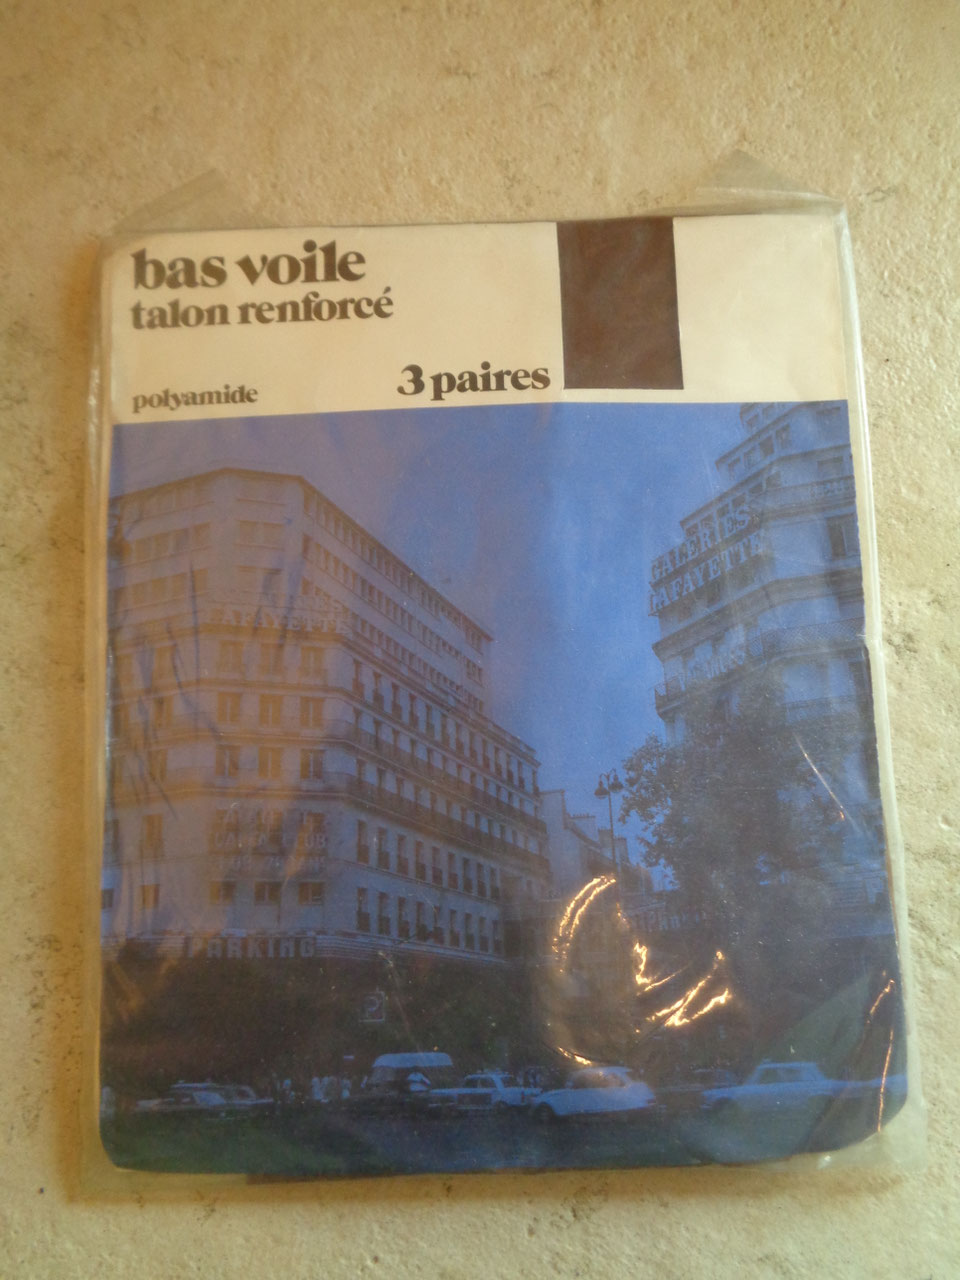 bas voile
talon renforcé
polyamide
3 paires
GALERIES
LAFAYETTE
LAFAYETTE
PARKING
P